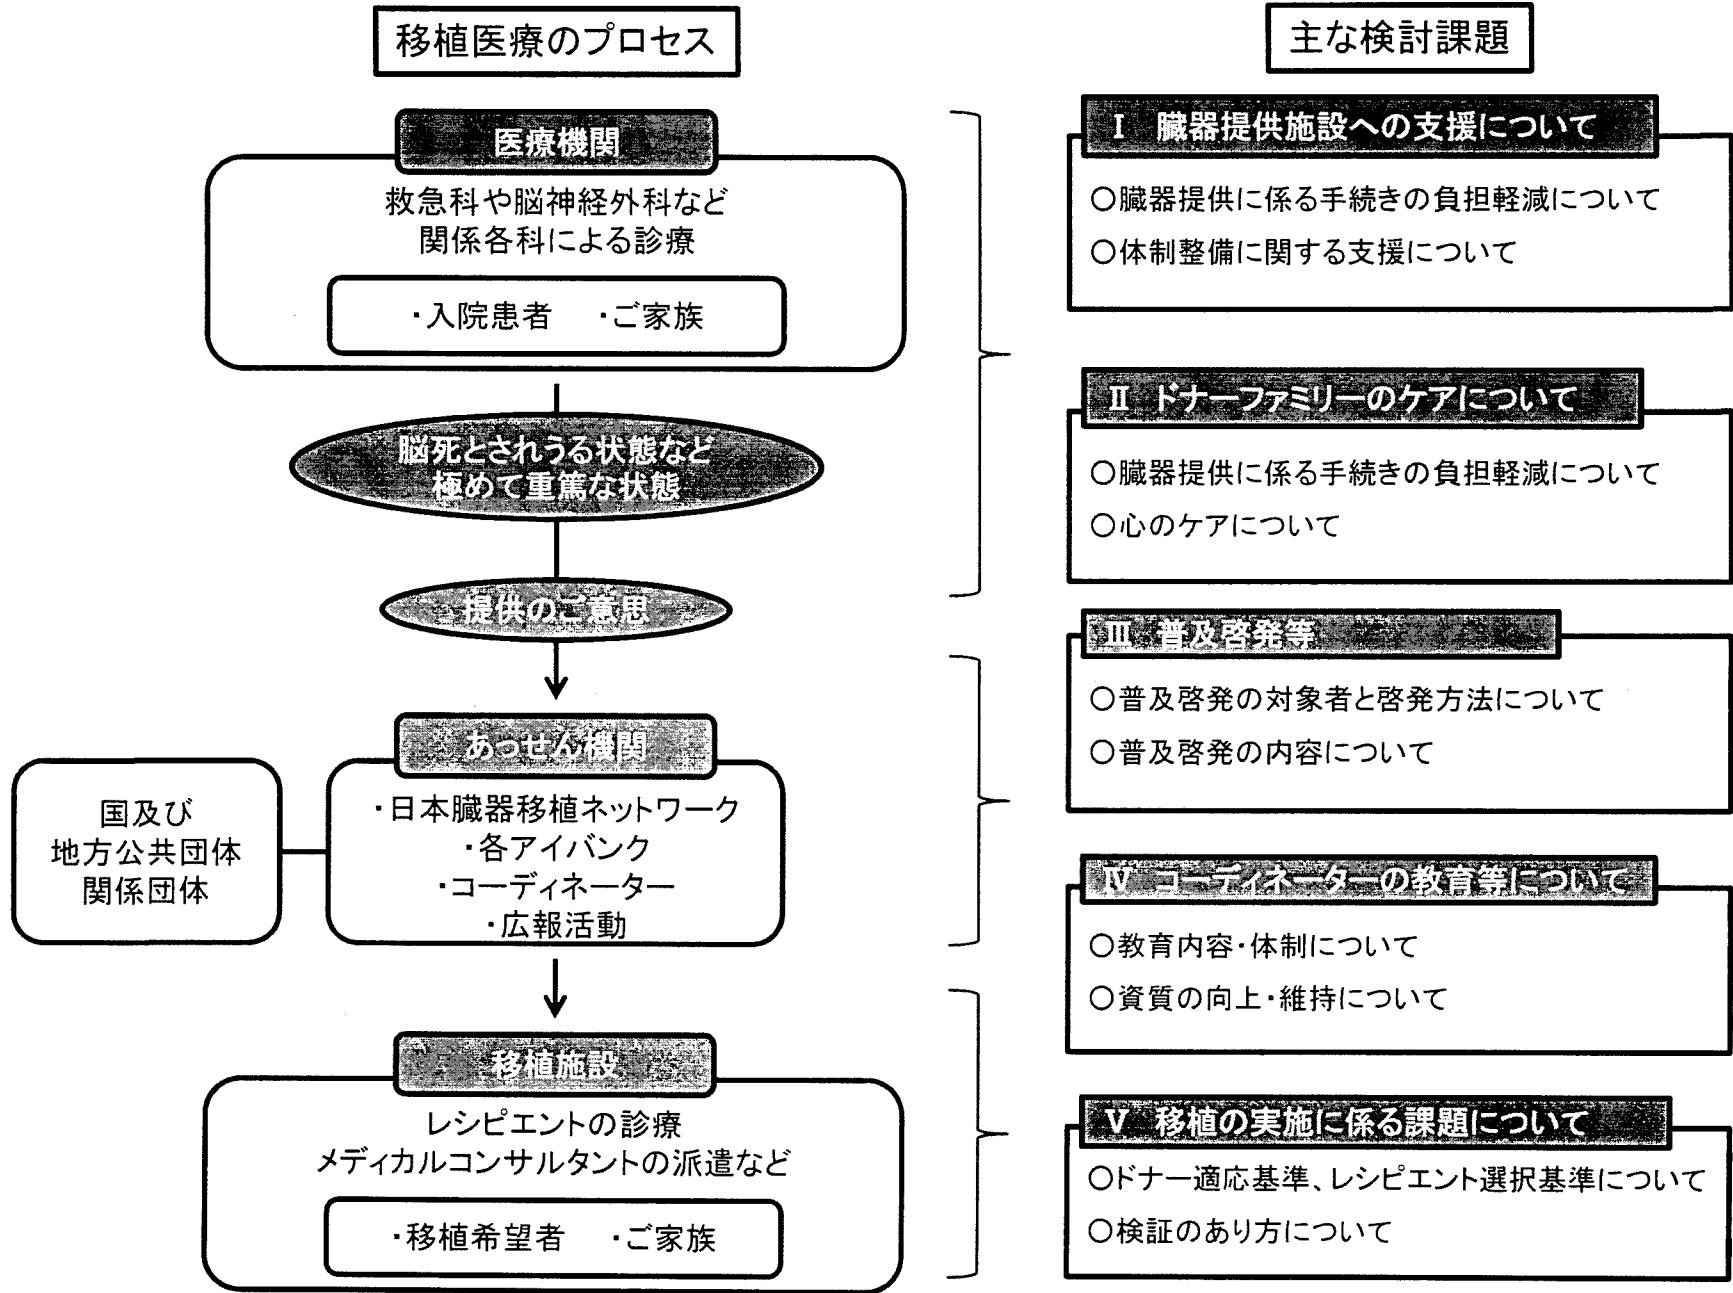 移植医療のプロセス
医療機関
救急科や脳神経外科など
関係各科による診療
・入院患者　・ご家族
脳死とされうる状態など
極めて重篤な状態
提供のご意思
あっせん機関
・日本臓器移植ネットワーク
・各アイバンク
・コーディネーター
・広報活動
国及び
地方公共団体
関係団体
移植施設
レシピエントの診療
メディカルコンサルタントの派遣など
・移植希望者　・ご家族
主な検討課題
Ⅰ　臓器提供施設への支援について
○臓器提供に係る手続きの負担軽減について
○体制整備に関する支援について
Ⅱ　ドナーファミリーのケアについて
○臓器提供に係る手続きの負担軽減について
○心のケアについて
Ⅲ　普及啓発等
○普及啓発の対象者と啓発方法について
○普及啓発の内容について
Ⅳ　コーディネーターの教育等について
○教育内容・体制について
○資質の向上・維持について
Ⅴ　移植の実施に係る課題について
○ドナー適応基準、レシピエント選択基準について
○検証のあり方について